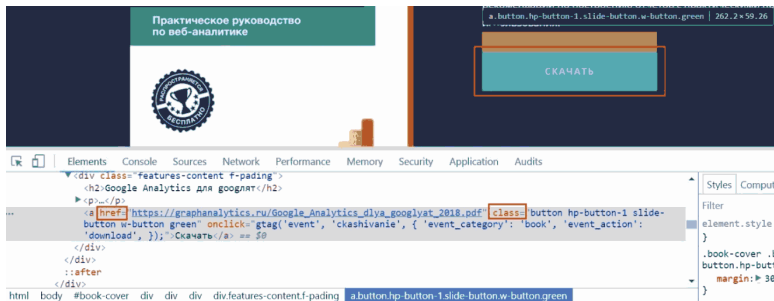 Практическое руководство
по веб-аналитике
РАСПРОСТРАНЯЕТСЯ
БЕСПЛАТНО
a.button.hp-button-1.slide-button.w-button.green | 262.2×59.26
СКАЧАТЬ
Elements Console Sources Network Performance Memory Security Application Audits
▼<div class="features-content f-pading">
<h2>Google Analytics для googлят</h2>
▶<p>…</p>
<a href="https://graphanalytics.ru/Google_Analytics_dlya_googlyat_2018.pdf" class="button hp-button-1 slide-
button w-button green" onclick="gtag('event', 'ckashivanie', { 'event_category': 'book', 'event_action':
'download', });">Скачать</a> == $0
</div>
</div>
::after
</div>
html body #book-cover div div div div.features-content.f-pading a.button.hp-button-1.slide-button.w-button.green
Styles Comput
Filter
element.style
}
.book-cover .
button.hp-but
margin:▶ 30
}